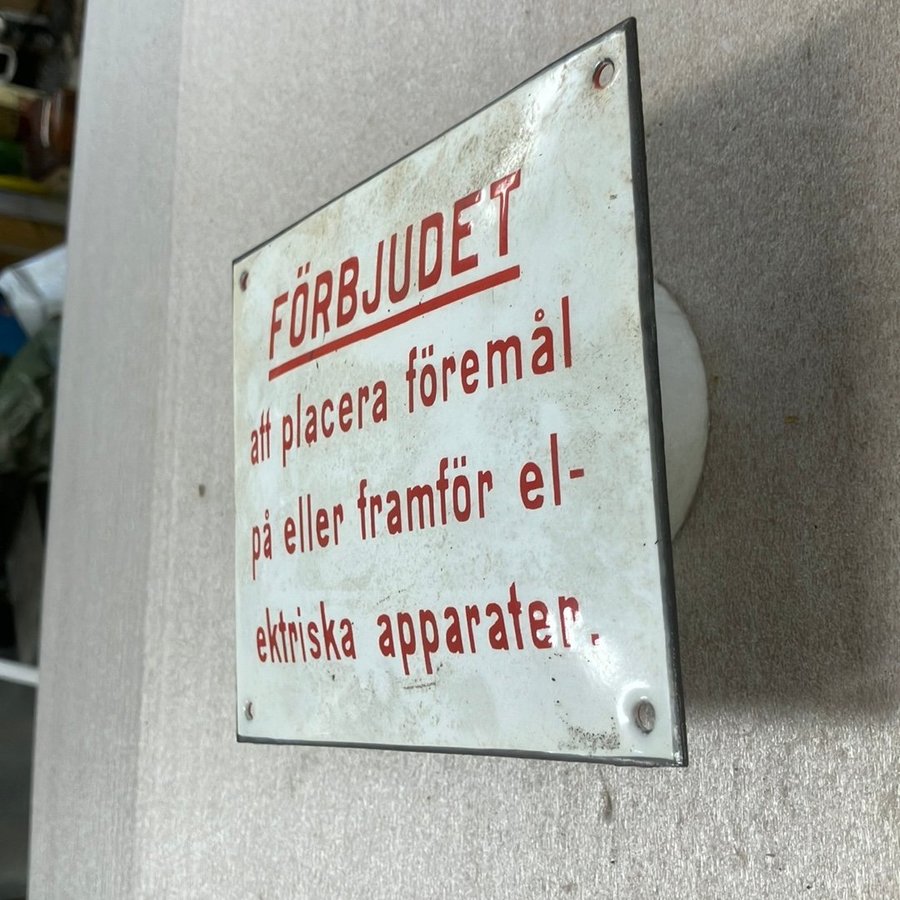 FÖRBJUDET
att placera föremål
på eller framför el-
ektriska apparater.